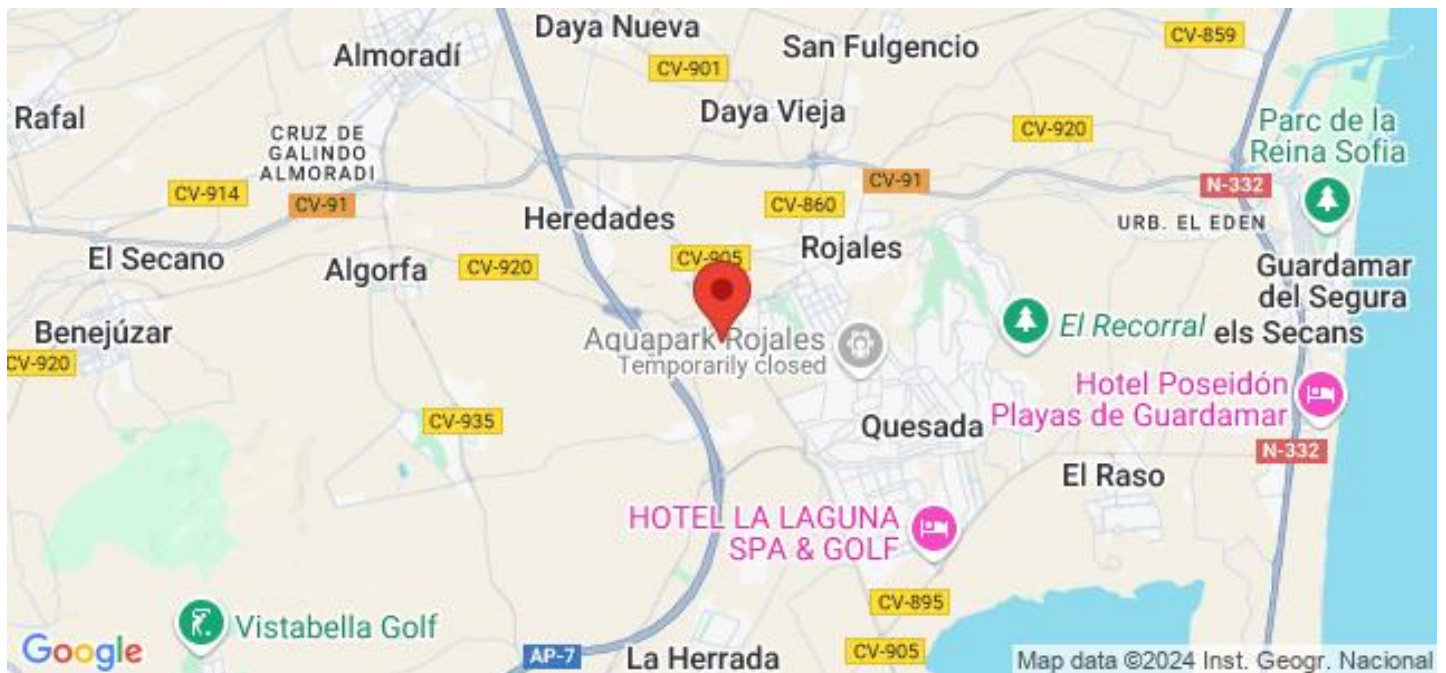 Daya Nueva
CV-859
Almoradí
San Fulgencio
CV-901
Rafal
Daya Vieja
Parc de la
Reina Sofia
CRUZ DE
GALINDO
ALMORADI
CV-920
CV-914
CV-91
CV-91
N-332
CV-860
Heredades
URB. EL EDEN
Rojales
El Secano
Algorfa
CV-920
CV-905
Guardamar
del Segura
Benejúzar
El Recorral
els Secans
Aquapark Rojales
Temporarily closed
CV-920
Hotel Poseidón
Playas de Guardamar
CV-935
Quesada
N-332
El Raso
HOTEL LA LAGUNA
SPA & GOLF
CV-895
Vistabella Golf
Google
AP-7
La Herrada
CV-905
Map data ©2024 Inst. Geogr. Nacional